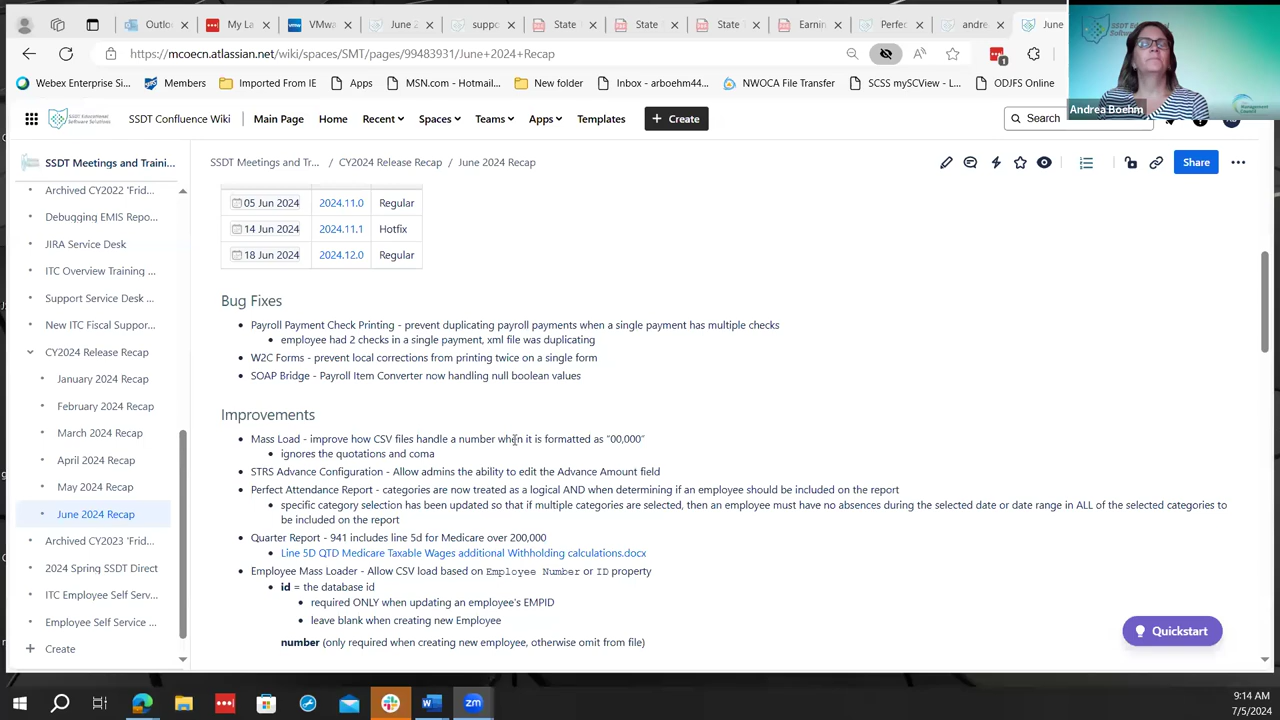 Outlo
My La
VMwa
June 2
suppo
State
State
State T
Earnin
Perfec
andre
June
https://mcoecn.atlassian.net/wiki/spaces/SMT/pages/99483931/June+2024+Recap
1
Webex Enterprise Si...
Members
Imported From IE
Apps
MSN.com - Hotmail...
New folder
Inbox - arboehm44...
NWOCA File Transfer
SCSS mySCView - L...
ODJFS Online
Andrea Boehm
SSDT Confluence Wiki
Main Page
Home
Recent
Spaces
Teams
Apps
Templates
Create
Search
SSDT Meetings and Traini...
SSDT Meetings and Tr...
/
CY2024 Release Recap
/
June 2024 Recap
Share
Archived CY2022 'Frid...
Debugging EMIS Repo...
JIRA Service Desk
ITC Overview Training ...
Support Service Desk ...
New ITC Fiscal Suppor...
CY2024 Release Recap
January 2024 Recap
February 2024 Recap
March 2024 Recap
April 2024 Recap
May 2024 Recap
June 2024 Recap
Archived CY2023 'Frid...
2024 Spring SSDT Direct
ITC Employee Self Serv...
Employee Self Service ...
Create
05 Jun 2024 2024.11.0 Regular
14 Jun 2024 2024.11.1 Hotfix
18 Jun 2024 2024.12.0 Regular
Bug Fixes
• Payroll Payment Check Printing - prevent duplicating payroll payments when a single payment has multiple checks
• employee had 2 checks in a single payment, xml file was duplicating
• W2C Forms - prevent local corrections from printing twice on a single form
• SOAP Bridge - Payroll Item Converter now handling null boolean values
Improvements
• Mass Load - improve how CSV files handle a number when it is formatted as "00,000"
• ignores the quotations and coma
• STRS Advance Configuration - Allow admins the ability to edit the Advance Amount field
• Perfect Attendance Report - categories are now treated as a logical AND when determining if an employee should be included on the report
• specific category selection has been updated so that if multiple categories are selected, then an employee must have no absences during the selected date or date range in ALL of the selected categories to
be included on the report
• Quarter Report - 941 includes line 5d for Medicare over 200,000
• Line 5D QTD Medicare Taxable Wages additional Withholding calculations.docx
• Employee Mass Loader - Allow CSV load based on Employee Number or ID property
• id = the database id
• required ONLY when updating an employee's EMPID
• leave blank when creating new Employee
number (only required when creating new employee, otherwise omit from file)
Quickstart
9:14 AM
7/5/2024